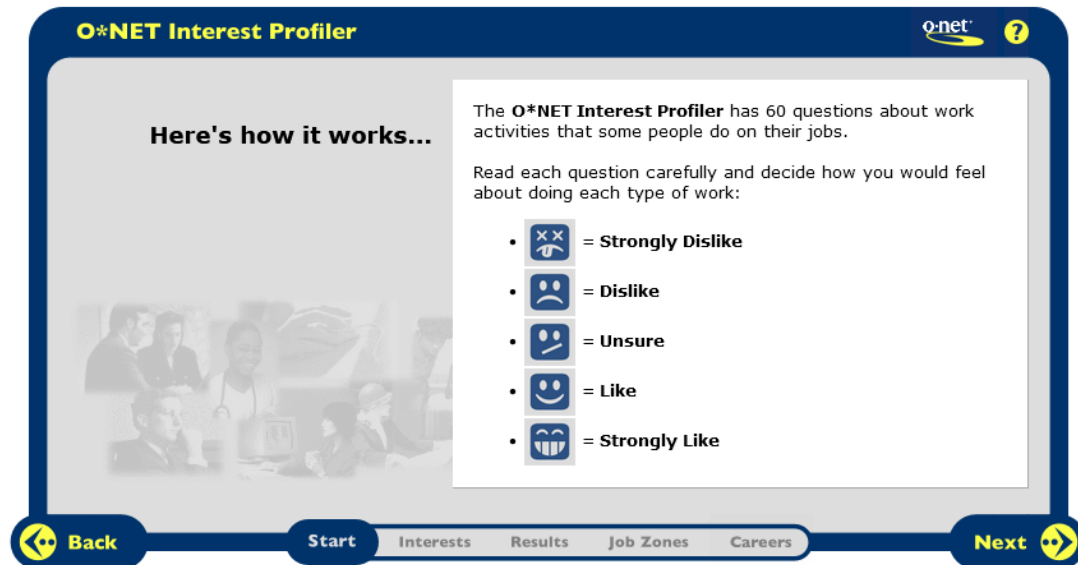 O*NET Interest Profiler
o·net
?
Here's how it works...
The O*NET Interest Profiler has 60 questions about work
activities that some people do on their jobs.
Read each question carefully and decide how you would feel
about doing each type of work:
• = Strongly Dislike
• = Dislike
• = Unsure
• = Like
• = Strongly Like
Back
Start
Interests
Results
Job Zones
Careers
Next